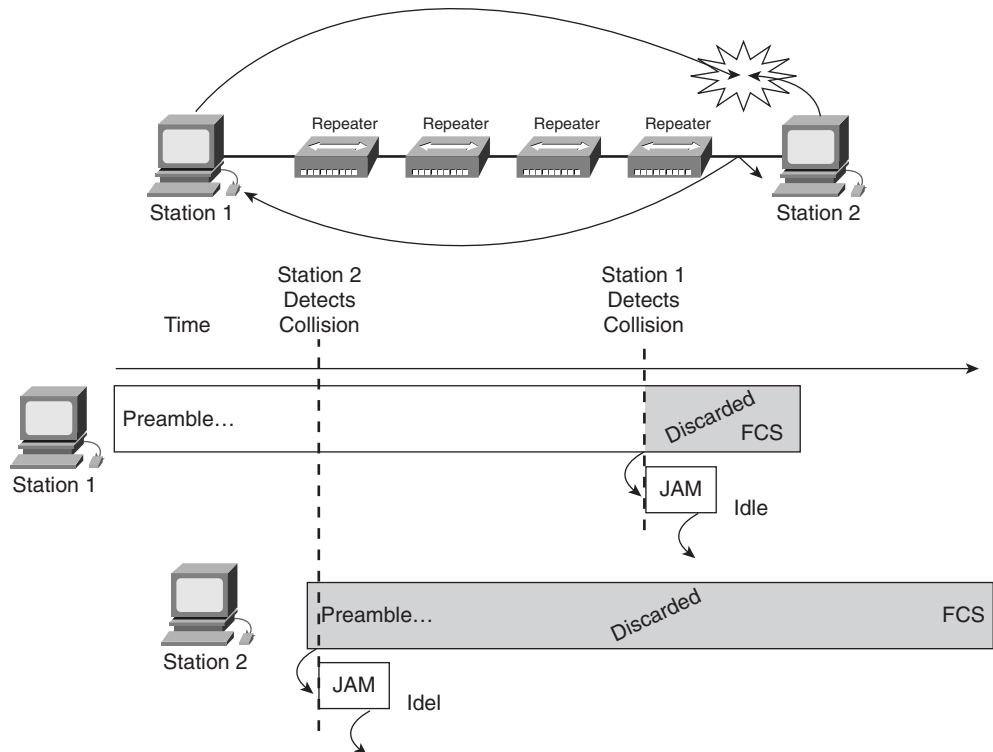 Repeater
Repeater
Repeater
Repeater
Station 1
Station 2
Station 2
Detects
Collision
Station 1
Detects
Collision
Time
Preamble…
Discarded
FCS
Station 1
JAM
Idle
Preamble…
Discarded
FCS
Station 2
JAM
Idel